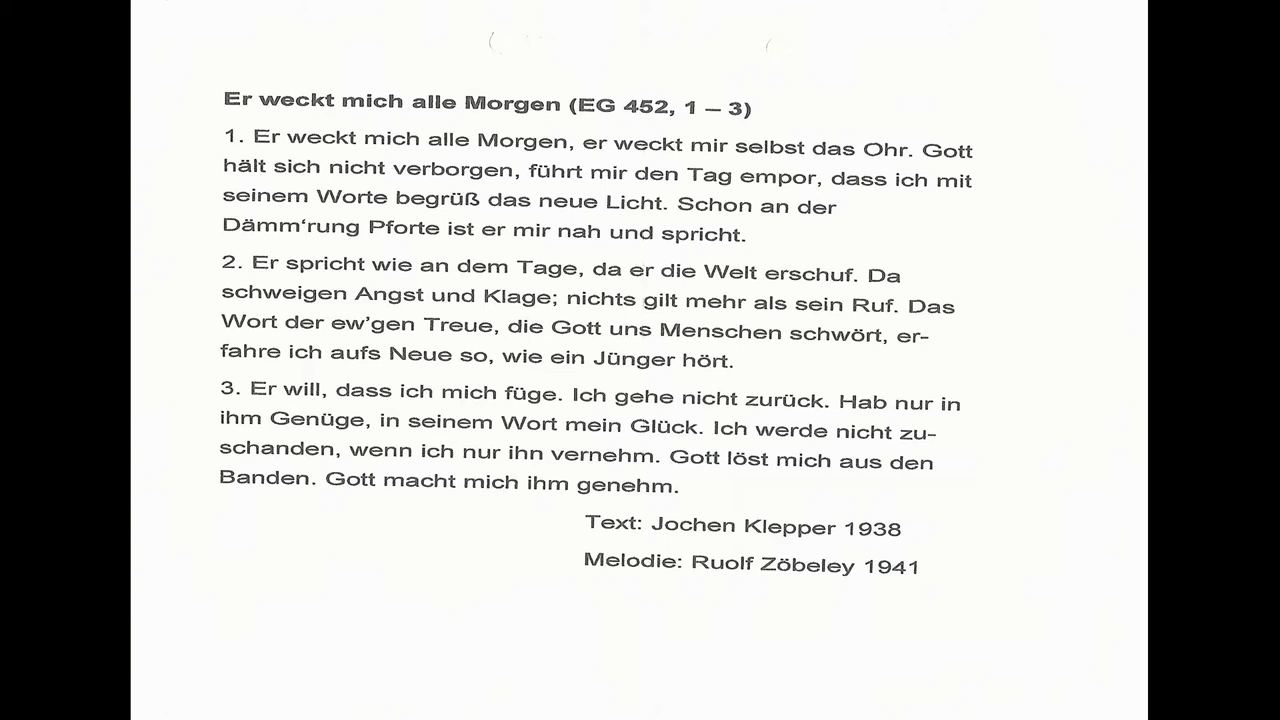 Er weckt mich alle Morgen (EG 452, 1 – 3)
1. Er weckt mich alle Morgen, er weckt mir selbst das Ohr. Gott
hält sich nicht verborgen, führt mir den Tag empor, dass ich mit
seinem Worte begrüß das neue Licht. Schon an der
Dämm‘rung Pforte ist er mir nah und spricht.
2. Er spricht wie an dem Tage, da er die Welt erschuf. Da
schweigen Angst und Klage; nichts gilt mehr als sein Ruf. Das
Wort der ew’gen Treue, die Gott uns Menschen schwört, er-
fahre ich aufs Neue so, wie ein Jünger hört.
3. Er will, dass ich mich füge. Ich gehe nicht zurück. Hab nur in
ihm Genüge, in seinem Wort mein Glück. Ich werde nicht zu-
schanden, wenn ich nur ihn vernehm. Gott löst mich aus den
Banden. Gott macht mich ihm genehm.
Text: Jochen Klepper 1938
Melodie: Ruolf Zöbeley 1941